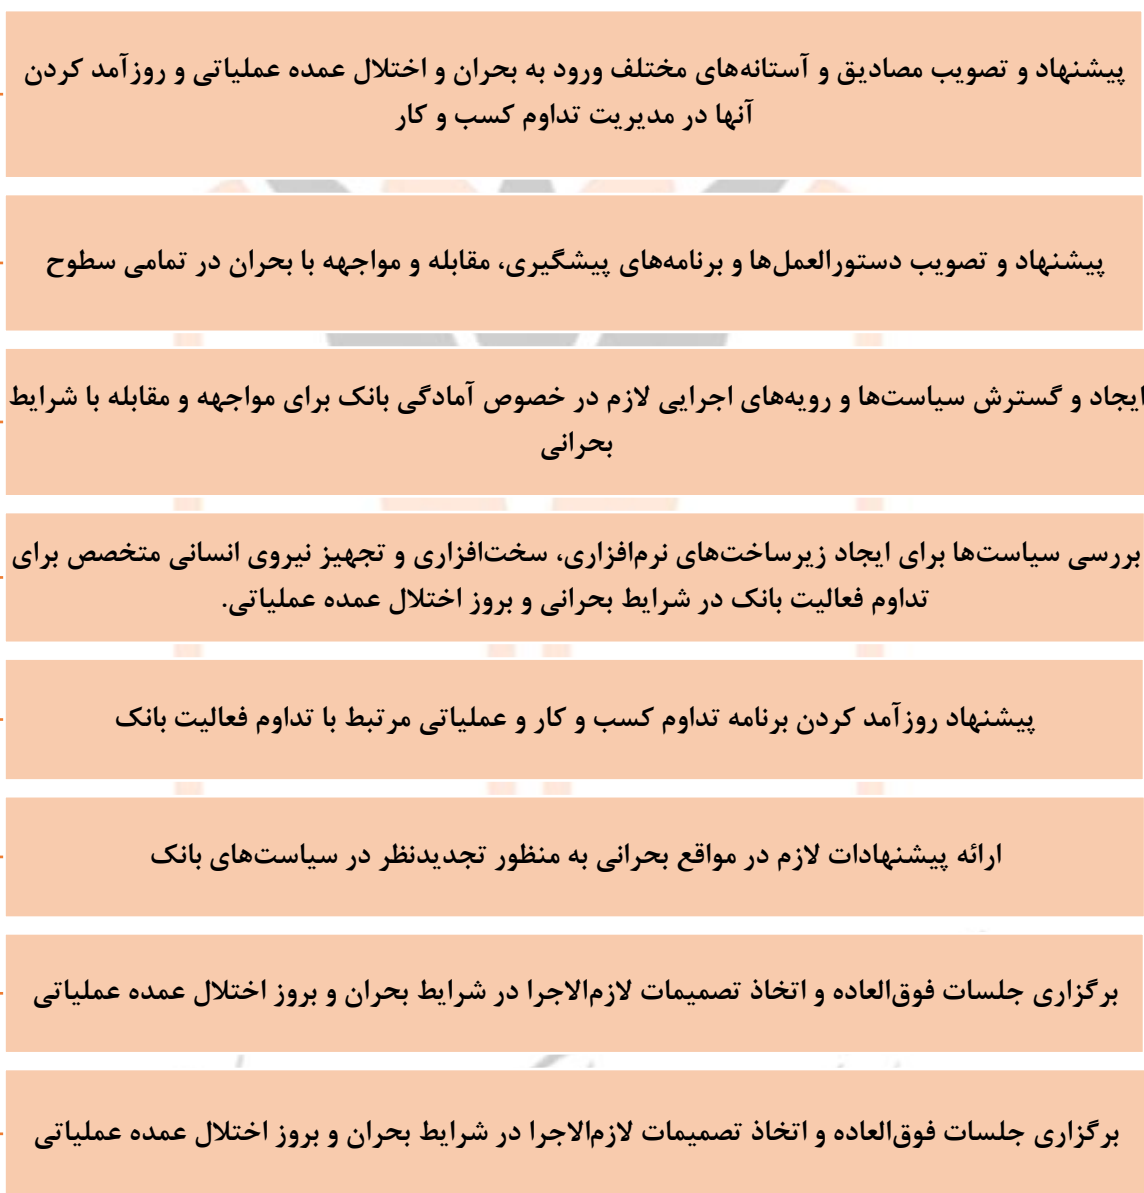 پیشنهاد و تصویب مصادیق و آستانه‌های مختلف ورود به بحران و اختلال عمده عملیاتی و روزآمد کردن
آنها در مدیریت تداوم کسب و کار
پیشنهاد و تصویب دستورالعمل‌ها و برنامه‌های پیشگیری، مقابله و مواجهه با بحران در تمامی سطوح
ایجاد و گسترش سیاست‌ها و رویه‌های اجرایی لازم در خصوص آمادگی بانک برای مواجهه و مقابله با شرایط
بحرانی
بررسی سیاست‌ها برای ایجاد زیرساخت‌های نرم‌افزاری، سخت‌افزاری و تجهیز نیروی انسانی متخصص برای
تداوم فعالیت بانک در شرایط بحرانی و بروز اختلال عمده عملیاتی.
پیشنهاد روزآمد کردن برنامه تداوم کسب و کار و عملیاتی مرتبط با تداوم فعالیت بانک
ارائه پیشنهادات لازم در مواقع بحرانی به منظور تجدیدنظر در سیاست‌های بانک
برگزاری جلسات فوق‌العاده و اتخاذ تصمیمات لازم‌الاجرا در شرایط بحران و بروز اختلال عمده عملیاتی
برگزاری جلسات فوق‌العاده و اتخاذ تصمیمات لازم‌الاجرا در شرایط بحران و بروز اختلال عمده عملیاتی